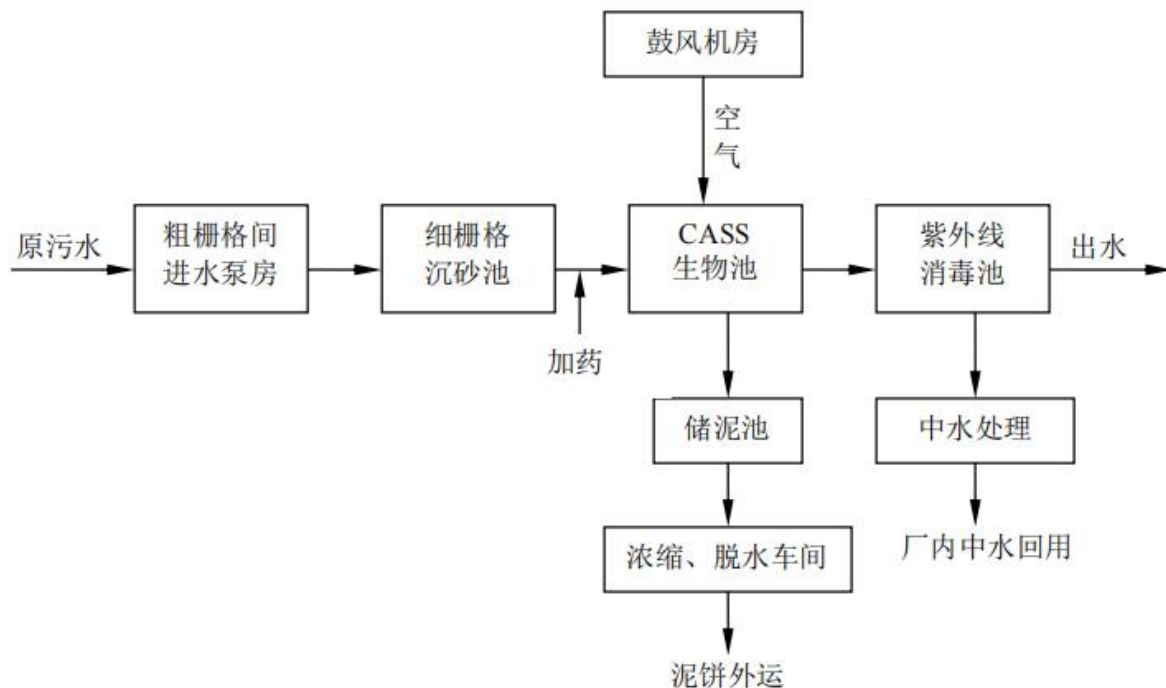 鼓风机房
空
气
原污水
粗栅格间
进水泵房
细栅格
沉砂池
加药
CASS
生物池
紫外线
消毒池
出水
储泥池
中水处理
浓缩、脱水车间
厂内中水回用
泥饼外运